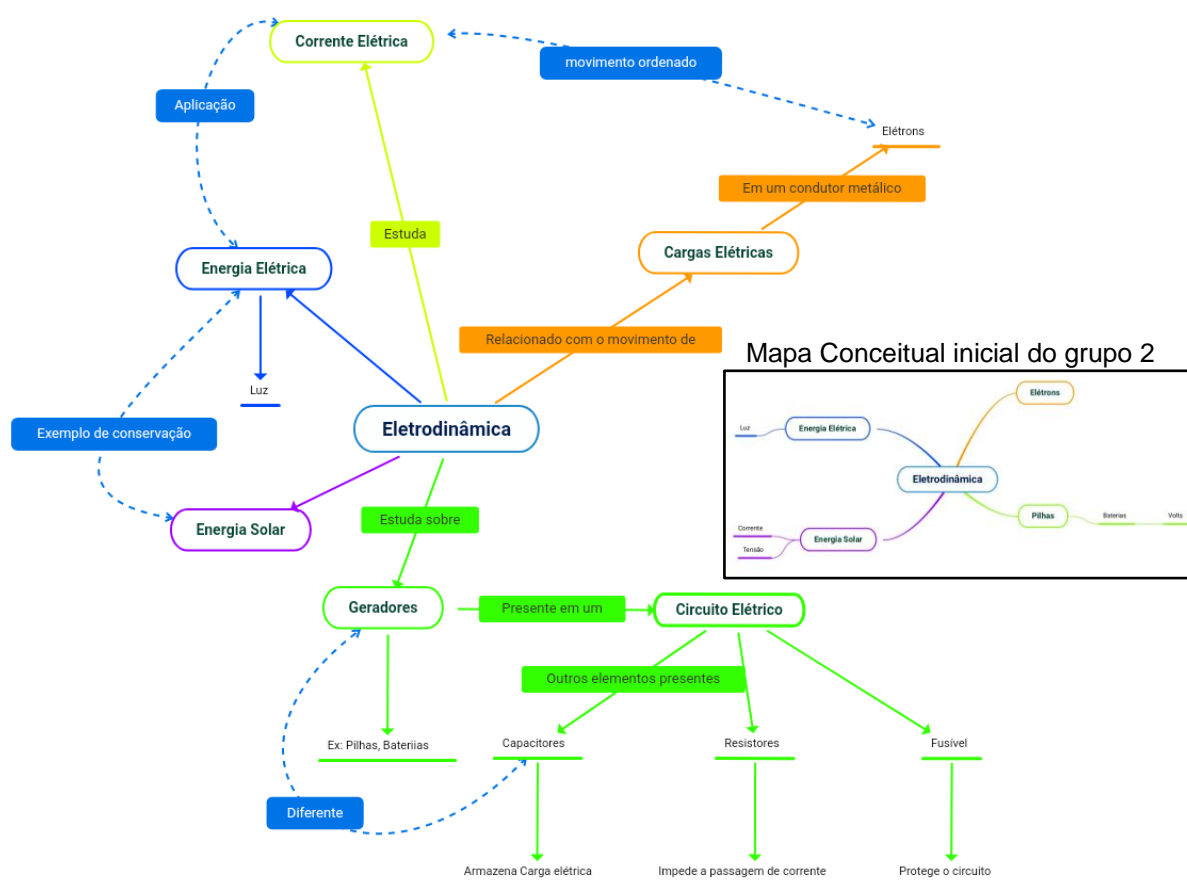 Corrente Elétrica
movimento ordenado
Aplicação
Elétrons
Em um condutor metálico
Estuda
Cargas Elétricas
Energia Elétrica
Relacionado com o movimento de
Luz
Eletrodinâmica
Exemplo de conservação
Estuda sobre
Energia Solar
Mapa Conceitual inicial do grupo 2
Elétrons
Luz
Energia Elétrica
Eletrodinâmica
Pilhas
Baterias
Volts
Corrente
Tensão
Energia Solar
Geradores
Presente em um
Circuito Elétrico
Outros elementos presentes
Ex: Pilhas, Bateriias
Capacitores
Resistores
Fusível
Diferente
Armazena Carga elétrica
Impede a passagem de corrente
Protege o circuito